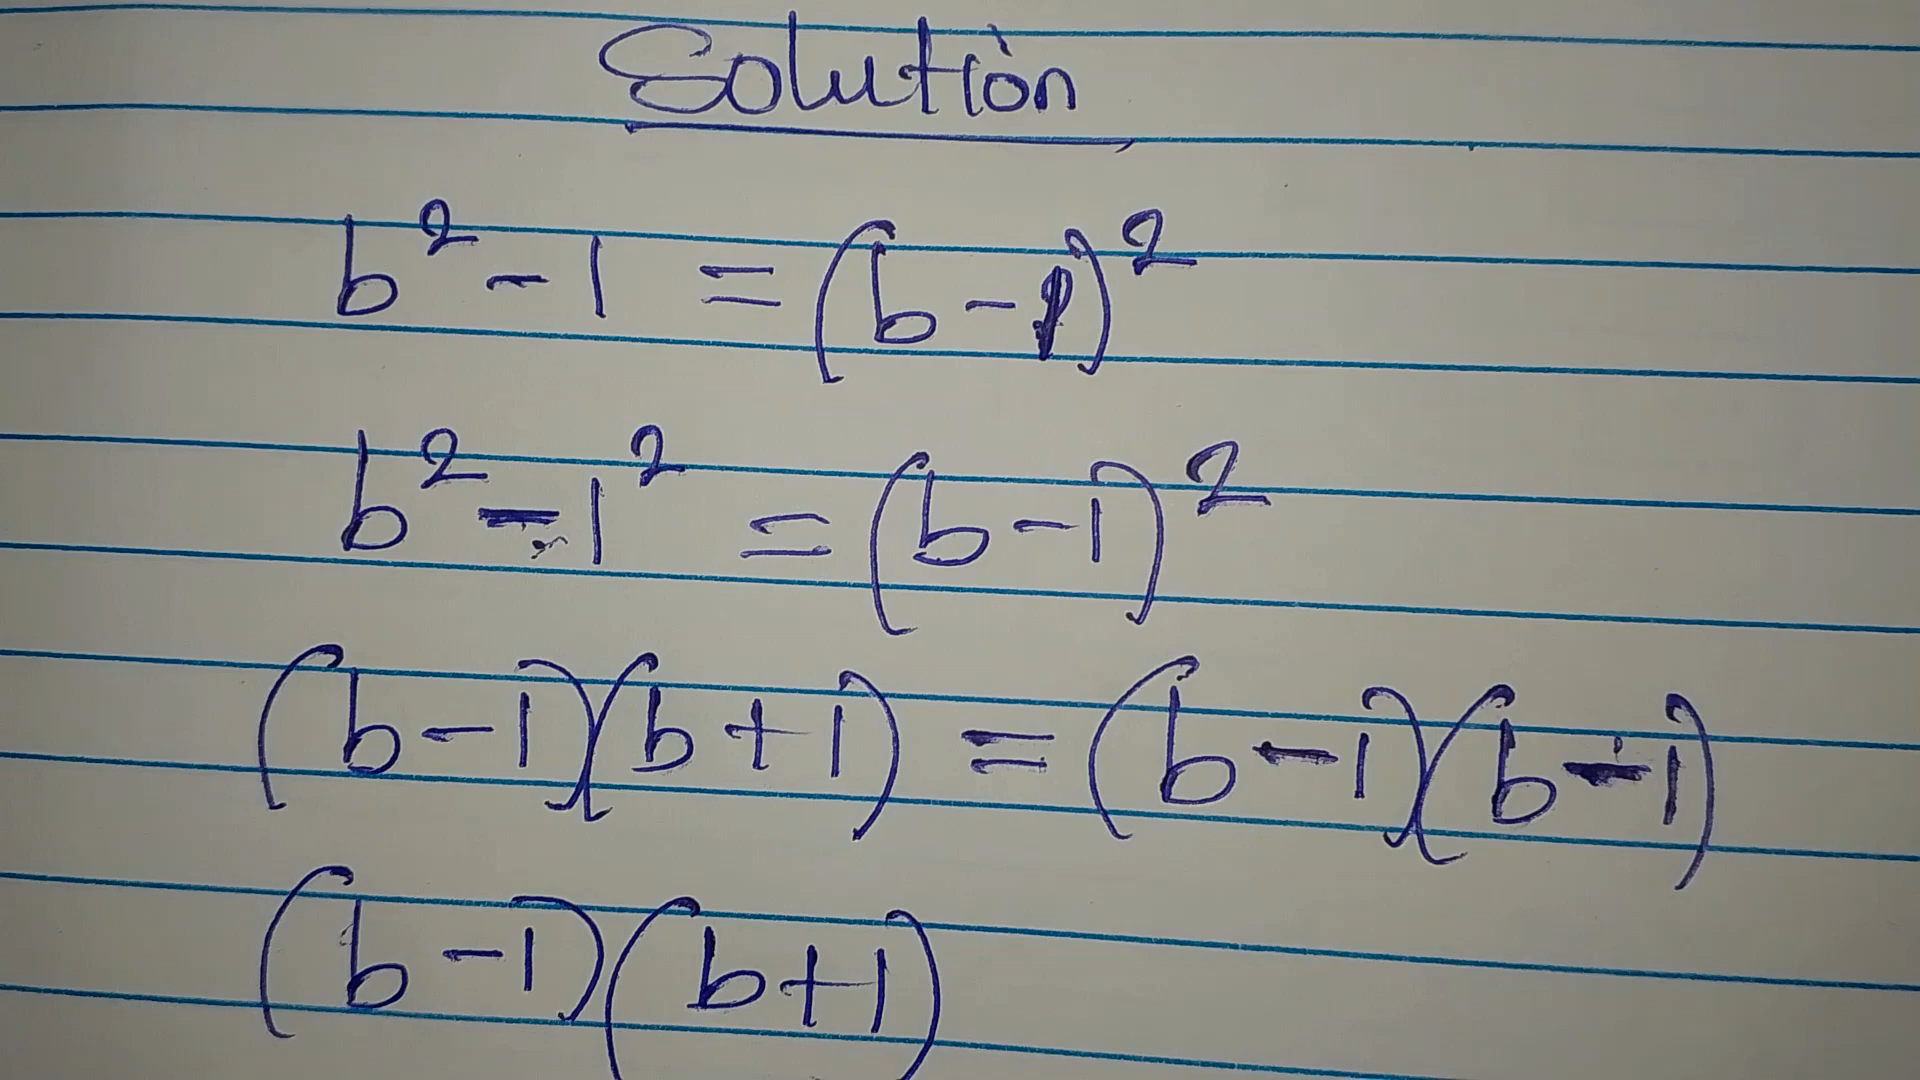 Solution
b² - 1 = (b - 1)²
b² - 1² = (b - 1)²
(b - 1)(b + 1) = (b - 1)(b - 1)
(b - 1)(b + 1)